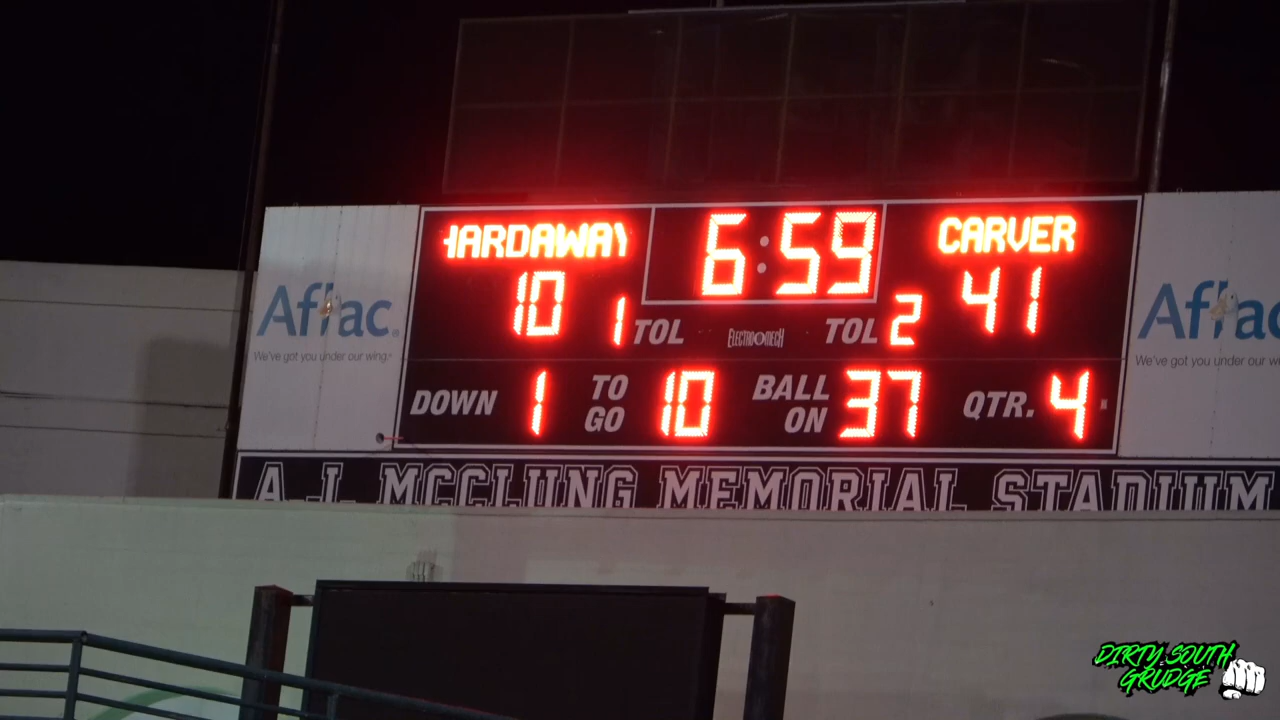 HARDAWAY 6:59 CARVER
10 1 TOL ELECTRO-MECH TOL 2 41
DOWN 1 TO GO 10 BALL ON 37 QTR. 4
Aflac
We've got you under our wing.
Aflac
We've got you under our w
A. J. MCCLUNG MEMORIAL STADIUM
DIRTY SOUTH
GRUDGE